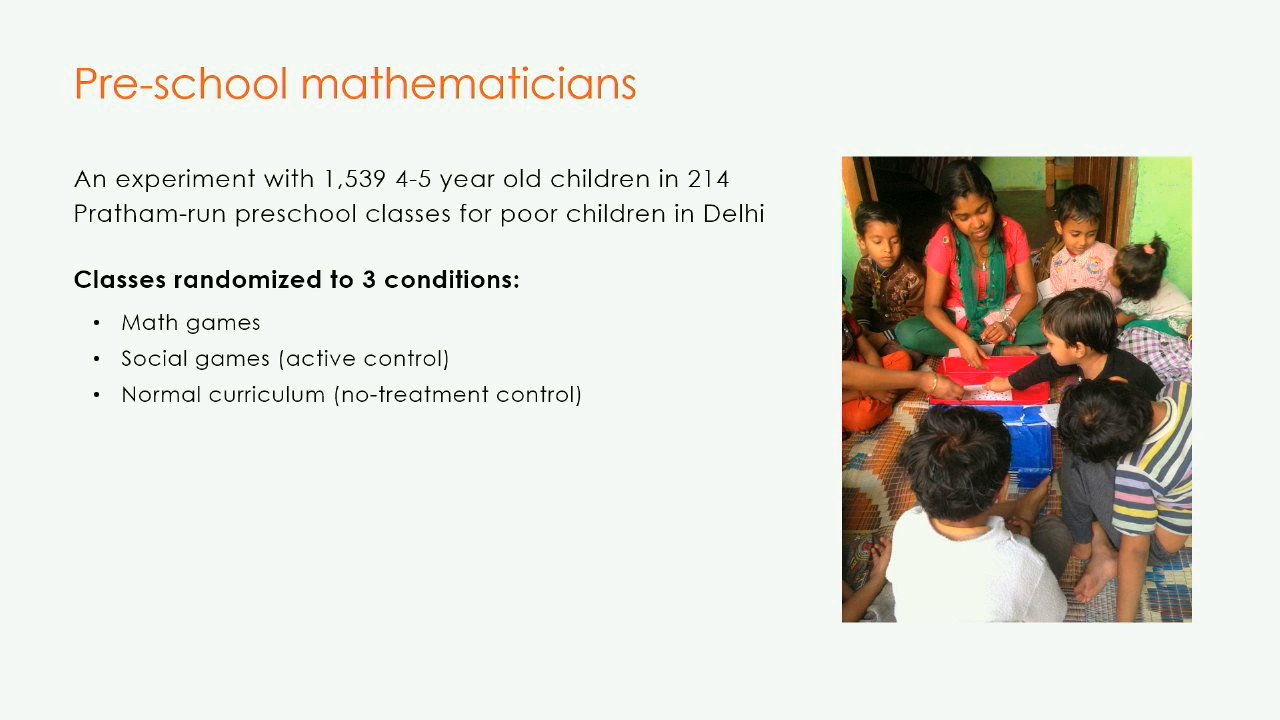 Pre-school mathematicians
An experiment with 1,539 4-5 year old children in 214
Pratham-run preschool classes for poor children in Delhi
Classes randomized to 3 conditions:
• Math games
• Social games (active control)
• Normal curriculum (no-treatment control)